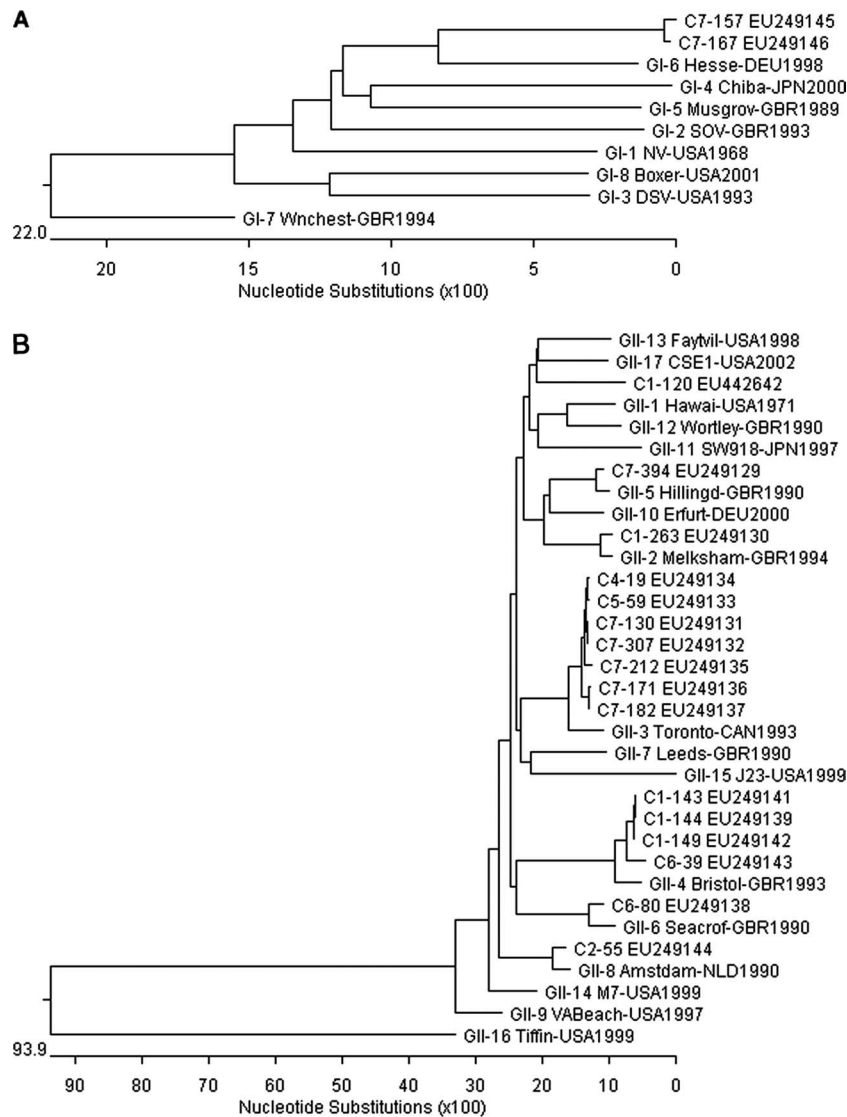 A
C7-157 EU249145
C7-167 EU249146
GI-6 Hesse-DEU1998
GI-4 Chiba-JPN2000
GI-5 Musgrov-GBR1989
GI-2 SOV-GBR1993
GI-1 NV-USA1968
GI-8 Boxer-USA2001
GI-3 DSV-USA1993
GI-7 Wnchest-GBR1994
22.0
20 15 10 5 0
Nucleotide Substitutions (x100)
B
GII-13 Faytvil-USA1998
GII-17 CSE1-USA2002
C1-120 EU442642
GII-1 Hawai-USA1971
GII-12 Wortley-GBR1990
GII-11 SW918-JPN1997
C7-394 EU249129
GII-5 Hillingd-GBR1990
GII-10 Erfurt-DEU2000
C1-263 EU249130
GII-2 Melksham-GBR1994
C4-19 EU249134
C5-59 EU249133
C7-130 EU249131
C7-307 EU249132
C7-212 EU249135
C7-171 EU249136
C7-182 EU249137
GII-3 Toronto-CAN1993
GII-7 Leeds-GBR1990
GII-15 J23-USA1999
C1-143 EU249141
C1-144 EU249139
C1-149 EU249142
C6-39 EU249143
GII-4 Bristol-GBR1993
C6-80 EU249138
GII-6 Seacrof-GBR1990
C2-55 EU249144
GII-8 Amstdam-NLD1990
GII-14 M7-USA1999
GII-9 VABeach-USA1997
GII-16 Tiffin-USA1999
93.9
90 80 70 60 50 40 30 20 10 0
Nucleotide Substitutions (x100)